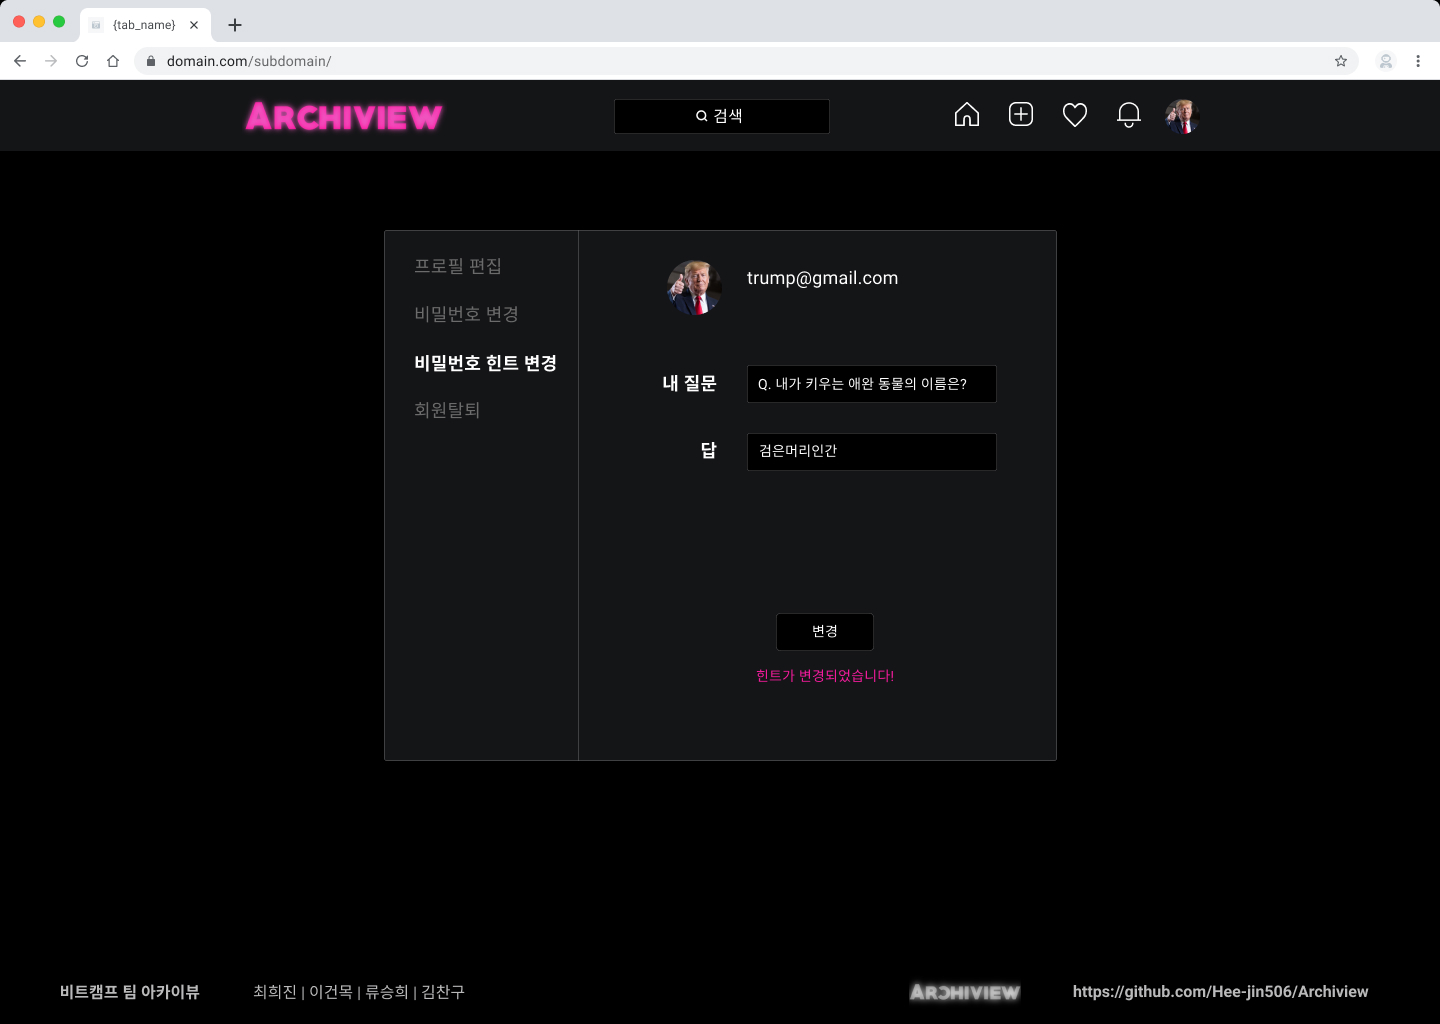 {tab_name}
domain.com/subdomain/
ARCHIVIEW
검색
프로필 편집
비밀번호 변경
비밀번호 힌트 변경
회원탈퇴
trump@gmail.com
내 질문
Q. 내가 키우는 애완 동물의 이름은?
답
검은머리인간
변경
힌트가 변경되었습니다!
비트캠프 팀 아카이뷰
최희진 | 이건목 | 류승희 | 김찬구
ARCHIVIEW
https://github.com/Hee-jin506/Archiview